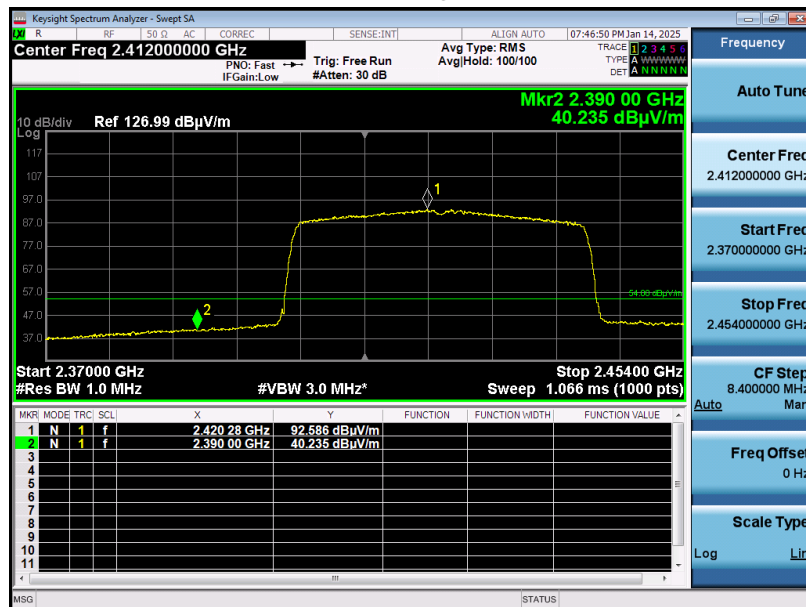 Keysight Spectrum Analyzer - Swept SA
LXI R RF 50 Ω AC CORREC SENSE:INT ALIGN AUTO 07:46:50 PM Jan 14, 2025
Center Freq 2.412000000 GHz
PNO: Fast
IFGain:Low
Trig: Free Run
#Atten: 30 dB
Avg Type: RMS
Avg|Hold: 100/100
TRACE 1 2 3 4 5 6
TYPE A WWWWW
DET A N N N N N
Mkr2 2.390 00 GHz
40.235 dBµV/m
10 dB/div Ref 126.99 dBµV/m
Log
117
107
97.0
87.0
77.0
67.0
57.0
47.0
37.0
1
2
54.00 dBµV/m
Start 2.37000 GHz Stop 2.45400 GHz
#Res BW 1.0 MHz #VBW 3.0 MHz* Sweep 1.066 ms (1000 pts)
MKR MODE TRC SCL X Y FUNCTION FUNCTION WIDTH FUNCTION VALUE
1 N 1 f 2.420 28 GHz 92.586 dBµV/m
2 N 1 f 2.390 00 GHz 40.235 dBµV/m
3
4
5
6
7
8
9
10
11
MSG STATUS
Frequency
Auto Tune
Center Freq
2.412000000 GHz
Start Freq
2.370000000 GHz
Stop Freq
2.454000000 GHz
CF Step
8.400000 MHz
Auto Man
Freq Offset
0 Hz
Scale Type
Log Lin